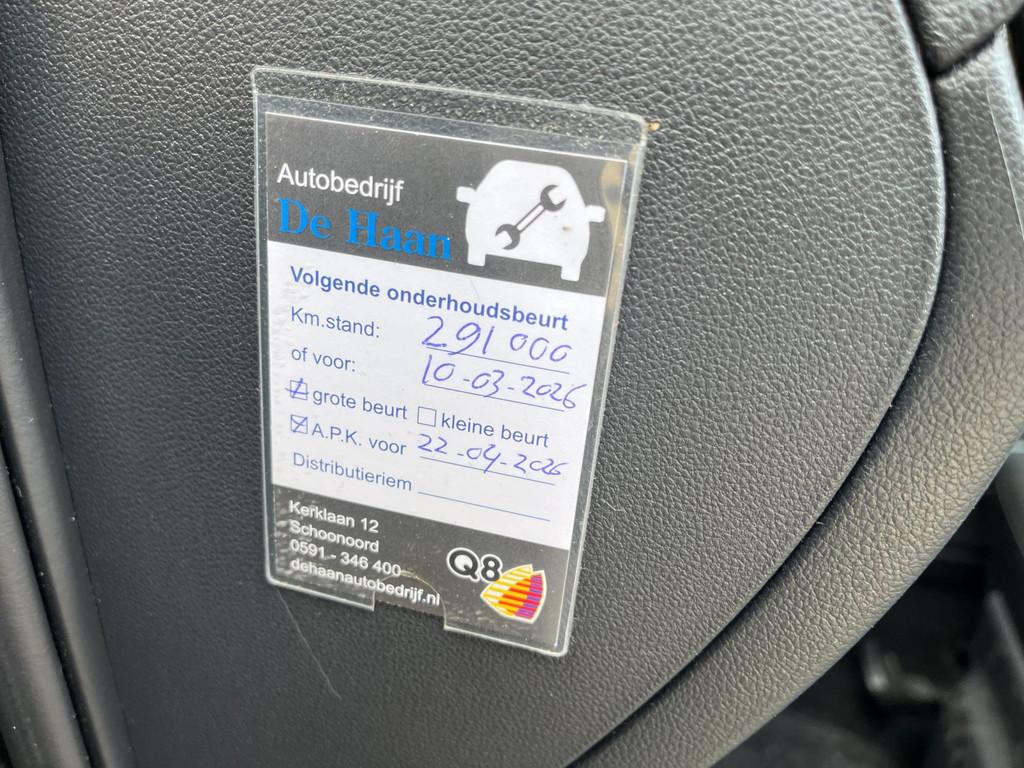 Autobedrijf
De Haan
Volgende onderhoudsbeurt
Km.stand: 291 000
of voor: 10-03-2026
grote beurt kleine beurt
A.P.K. voor 22-04-2026
Distributieriem
Kerklaan 12
Schoonoord
0591 - 346 400
dehaanautobedrijf.nl
Q8